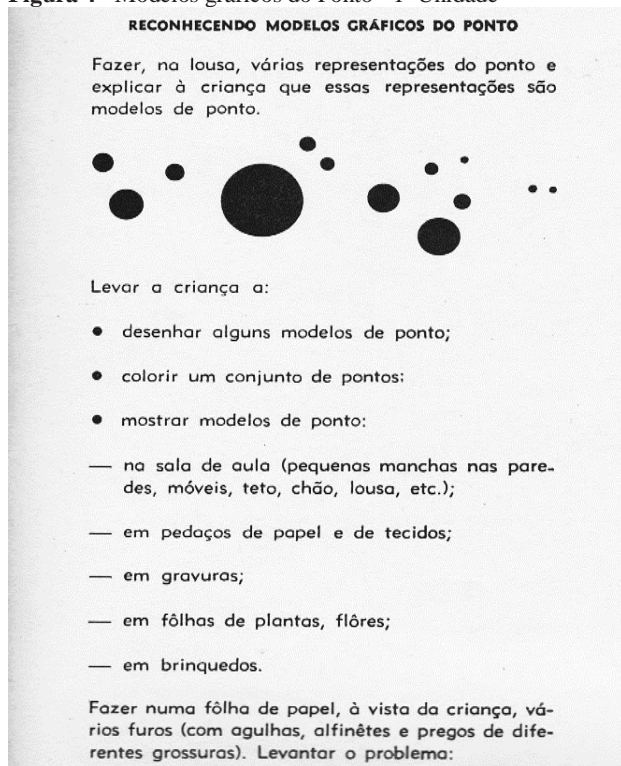 Figura 4 - Modelos gráficos do Ponto - 1ª Unidade
RECONHECENDO MODELOS GRÁFICOS DO PONTO
Fazer, na lousa, várias representações do ponto e
explicar à criança que essas representações são
modelos de ponto.
Levar a criança a:
● desenhar alguns modelos de ponto;
● colorir um conjunto de pontos;
● mostrar modelos de ponto:
— na sala de aula (pequenas manchas nas pare-
des, móveis, teto, chão, lousa, etc.);
— em pedaços de papel e de tecidos;
— em gravuras;
— em fôlhas de plantas, flôres;
— em brinquedos.
Fazer numa fôlha de papel, à vista da criança, vá-
rios furos (com agulhas, alfinêtes e pregos de dife-
rentes grossuras). Levantar o problema: